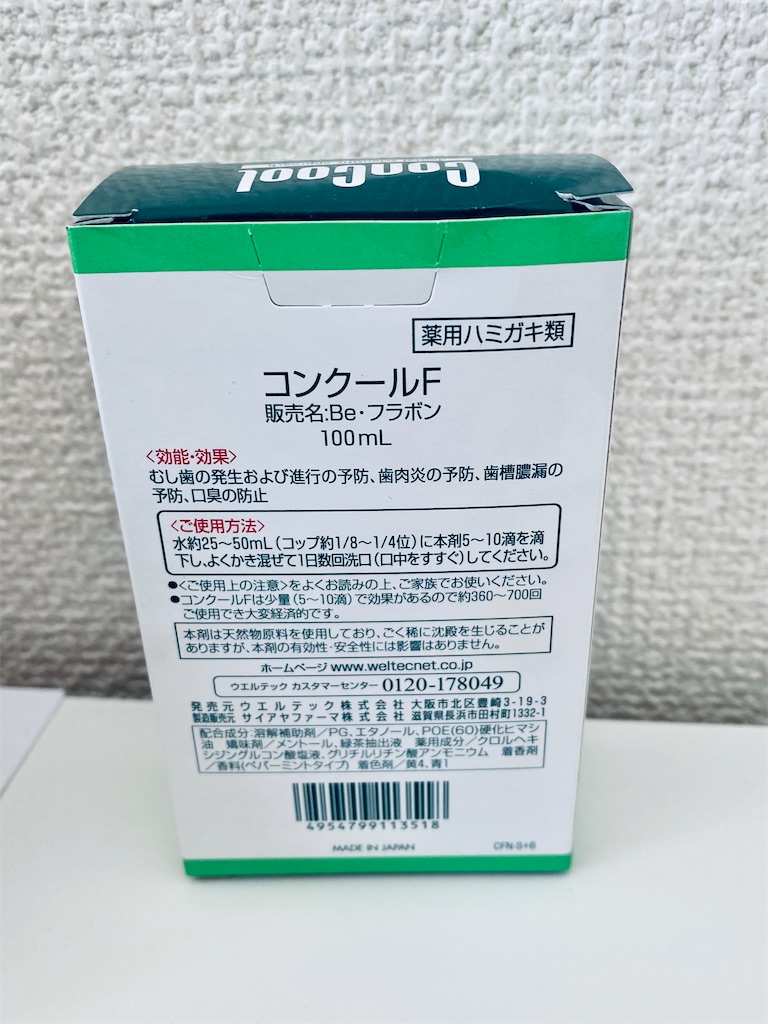 ConCool
薬用ハミガキ類
コンクールF
販売名:Be・フラボン
100mL
〈効能・効果〉
むし歯の発生および進行の予防、歯肉炎の予防、歯槽膿漏の
予防、口臭の防止
〈ご使用方法〉
水約25〜50mL(コップ約1/8〜1/4位)に本剤5〜10滴を滴
下し、よくかき混ぜて1日数回洗口(口中をすすぐ)してください。
●〈ご使用上の注意〉をよくお読みの上、ご家族でお使いください。
●コンクールFは少量(5〜10滴)で効果があるので約360〜700回
ご使用でき大変経済的です。
本剤は天然物原料を使用しており、ごく稀に沈殿を生じることが
ありますが、本剤の有効性・安全性には影響はありません。
ホームページ www.weltecnet.co.jp
ウエルテック カスタマーセンター 0120-178049
発売元 ウエルテック株式会社 大阪市北区豊崎3-19-3
製造販売元 サイアヤファーマ株式会社 滋賀県長浜市田村町1332-1
配合成分:溶解補助剤/PG、エタノール、POE(60)硬化ヒマシ
油 矯味剤/メントール、緑茶抽出液 薬用成分/クロルヘキ
シジングルコン酸塩液、グリチルリチン酸アンモニウム 着香剤
/香料(ペパーミントタイプ) 着色剤/黄4、青1
4954799113518
MADE IN JAPAN
CFN-S+6